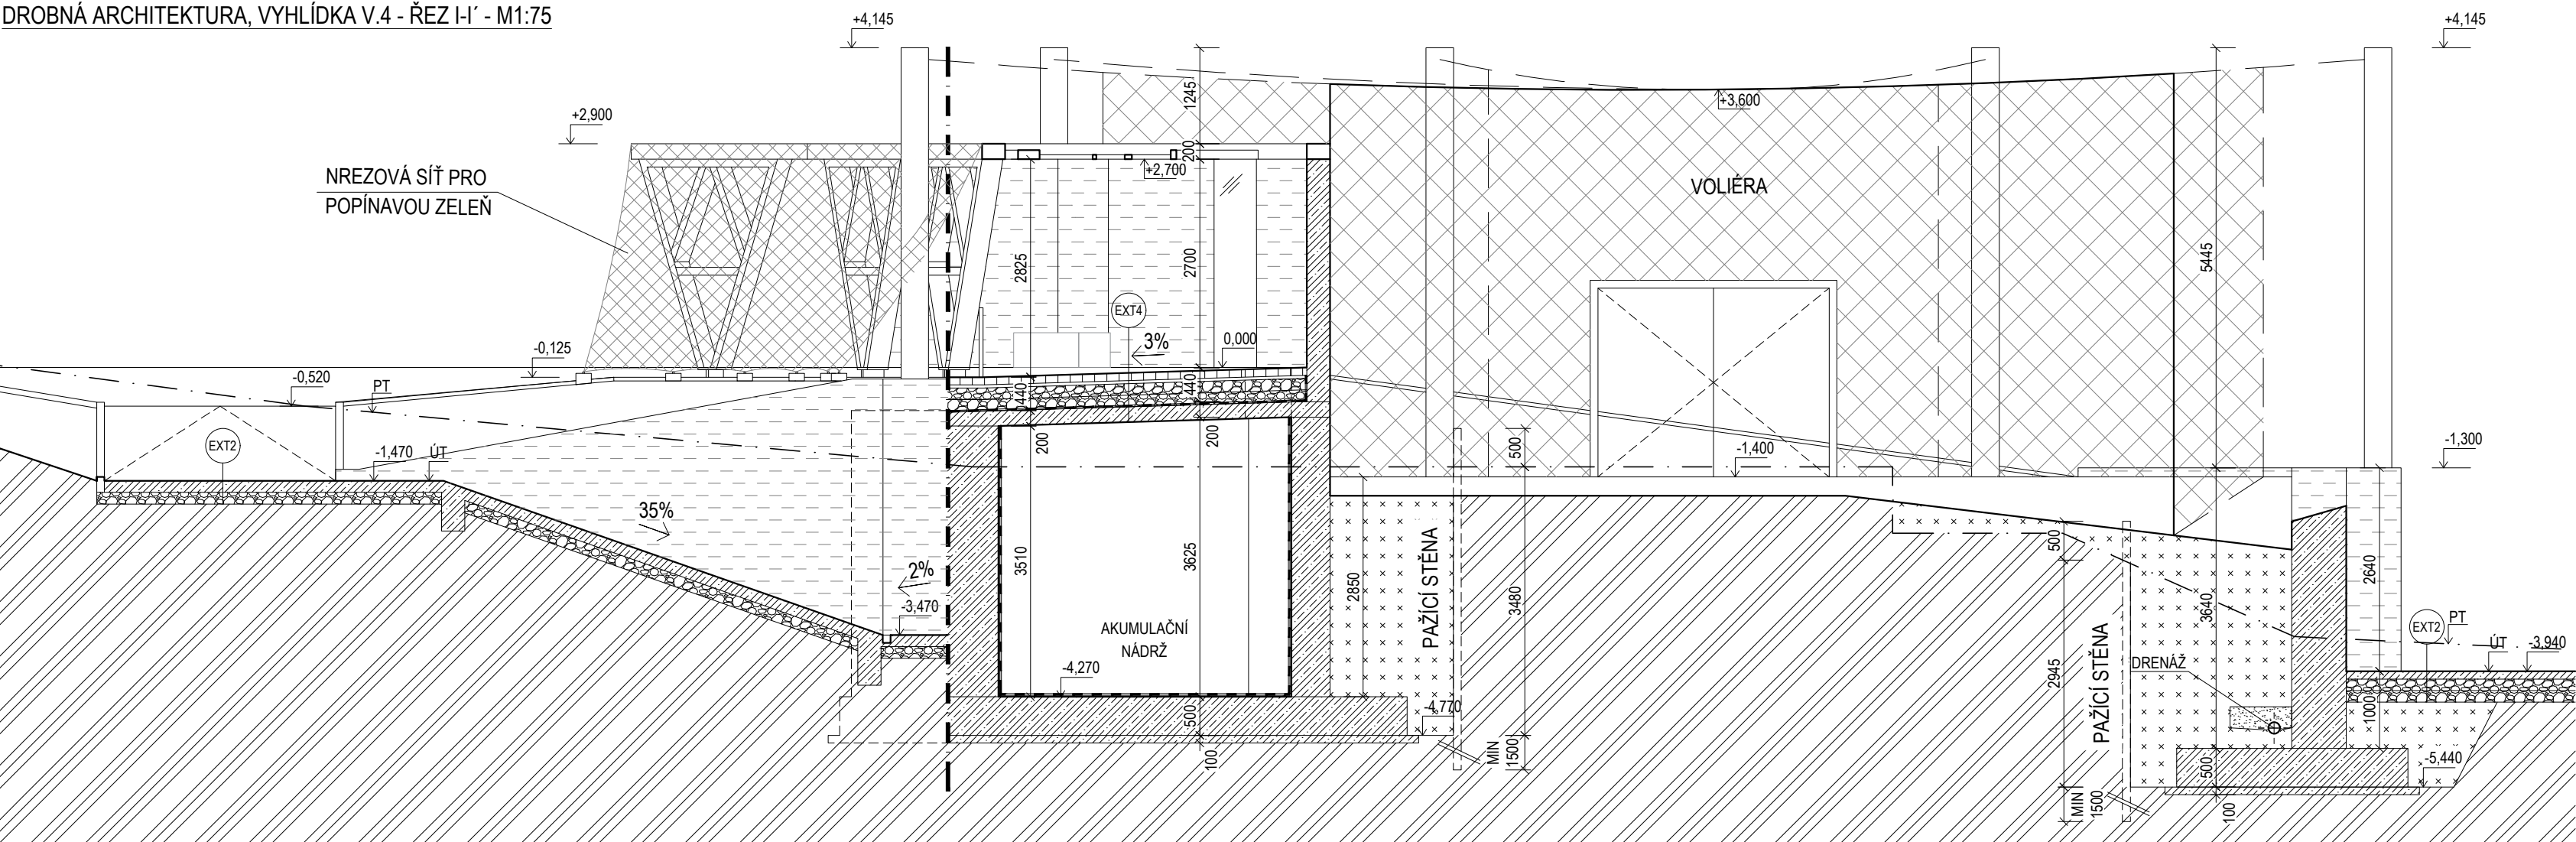 DROBNÁ ARCHITEKTURA, VYHLÍDKA V.4 - ŘEZ I-I´ - M1:75
+4,145
+4,145
+2,900
1245
200
+2,700
+3,600
NREZOVÁ SÍŤ PRO
POPÍNAVOU ZELEŇ
VOLIÉRA
2825
2700
5445
EXT4
3%
0,000
-0,125
-0,520
PT
440
440
200
200
500
EXT2
-1,470
ÚT
-1,400
-1,300
35%
2%
-3,470
3510
3625
2850
PAŽÍCÍ STĚNA
3480
500
3640
2640
AKUMULAČNÍ
NÁDRŽ
-4,270
EXT2
PT
ÚT
-3,940
2945
PAŽÍCÍ STĚNA
DRENÁŽ
-4,770
500
100
MIN
1500
1000
500
-5,440
MIN
1500
100